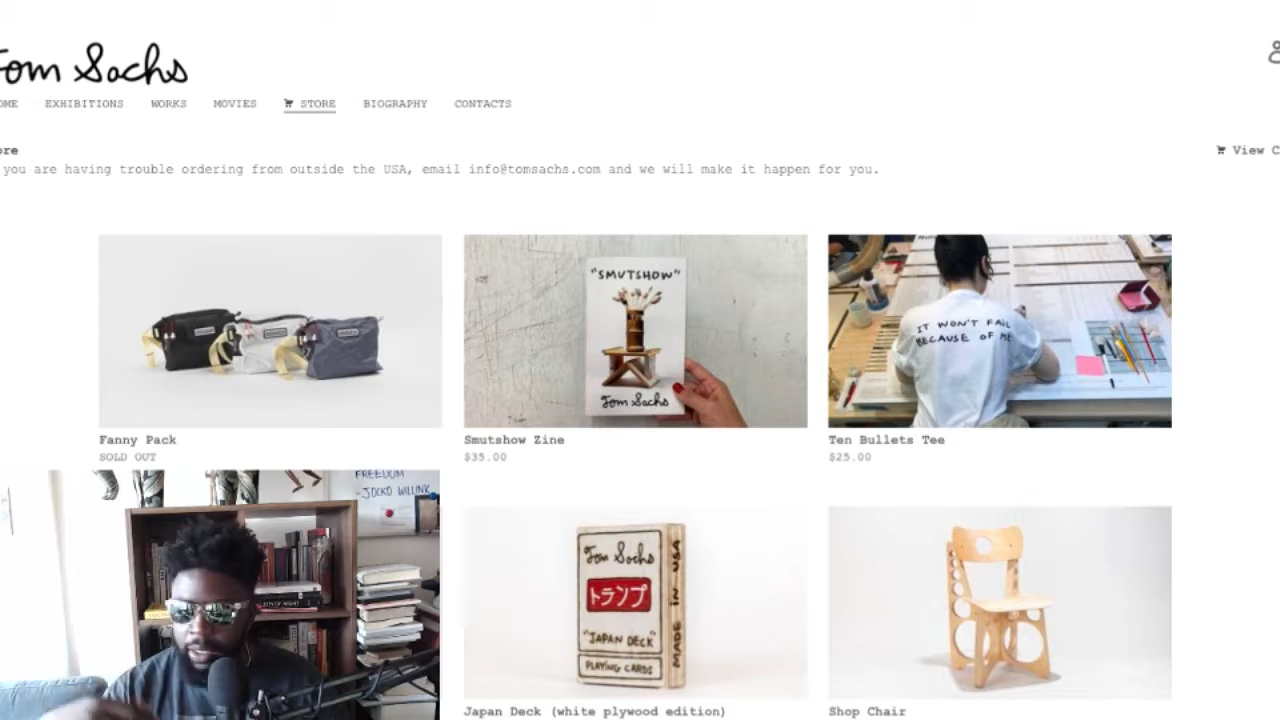 Tom Sachs
OME EXHIBITIONS WORKS MOVIES STORE BIOGRAPHY CONTACTS
ore
View C
you are having trouble ordering from outside the USA, email info@tomsachs.com and we will make it happen for you.
"SMUTSHOW"
Tom Sachs
IT WON'T FAIL
BECAUSE OF ME
Fanny Pack
SOLD OUT
Smutshow Zine
$35.00
Ten Bullets Tee
$25.00
FREEDOM
-JOCKO WILLINK
CITY OF NIGHT
Tom Sachs
トランプ
"JAPAN DECK"
PLAYING CARDS
MADE IN USA
Japan Deck (white plywood edition)
Shop Chair